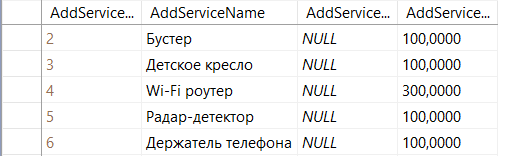 AddService... AddServiceName AddService... AddService...
2 Бустер NULL 100,0000
3 Детское кресло NULL 100,0000
4 Wi-Fi роутер NULL 300,0000
5 Радар-детектор NULL 100,0000
6 Держатель телефона NULL 100,0000